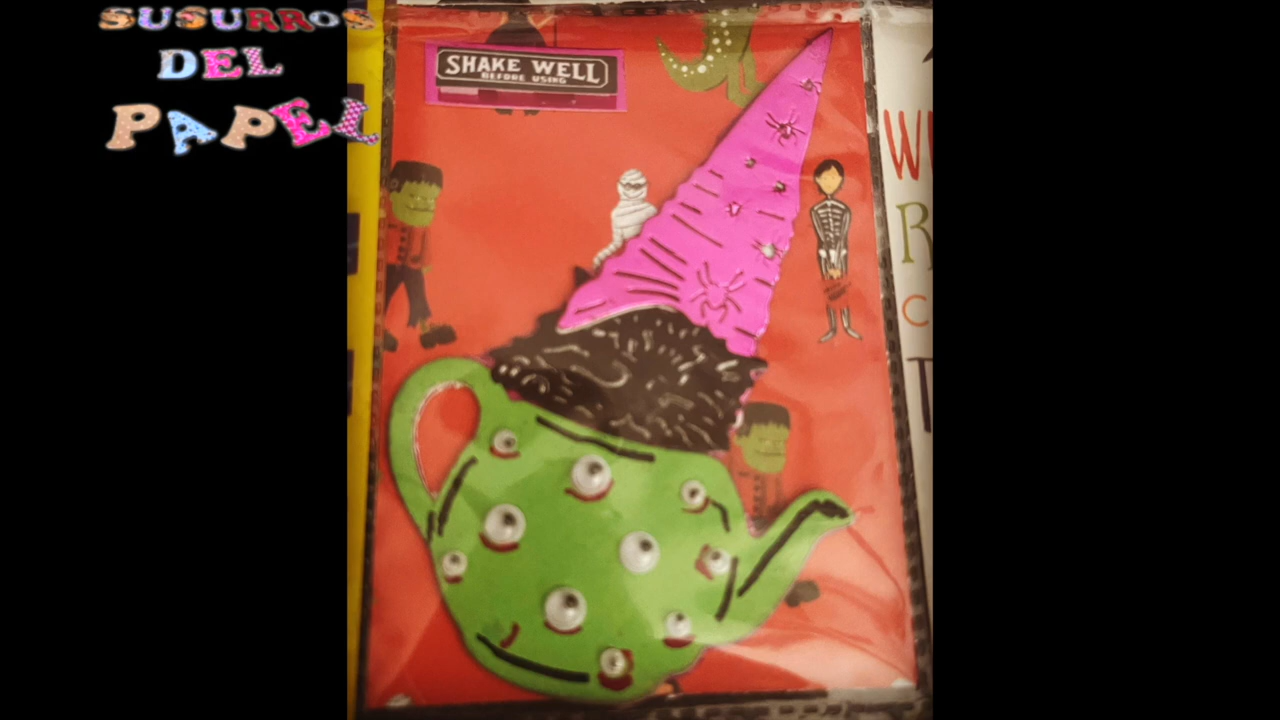 SUSURROS
DEL
PAPEL
SHAKE WELL
BEFORE USING
W
R
C
T